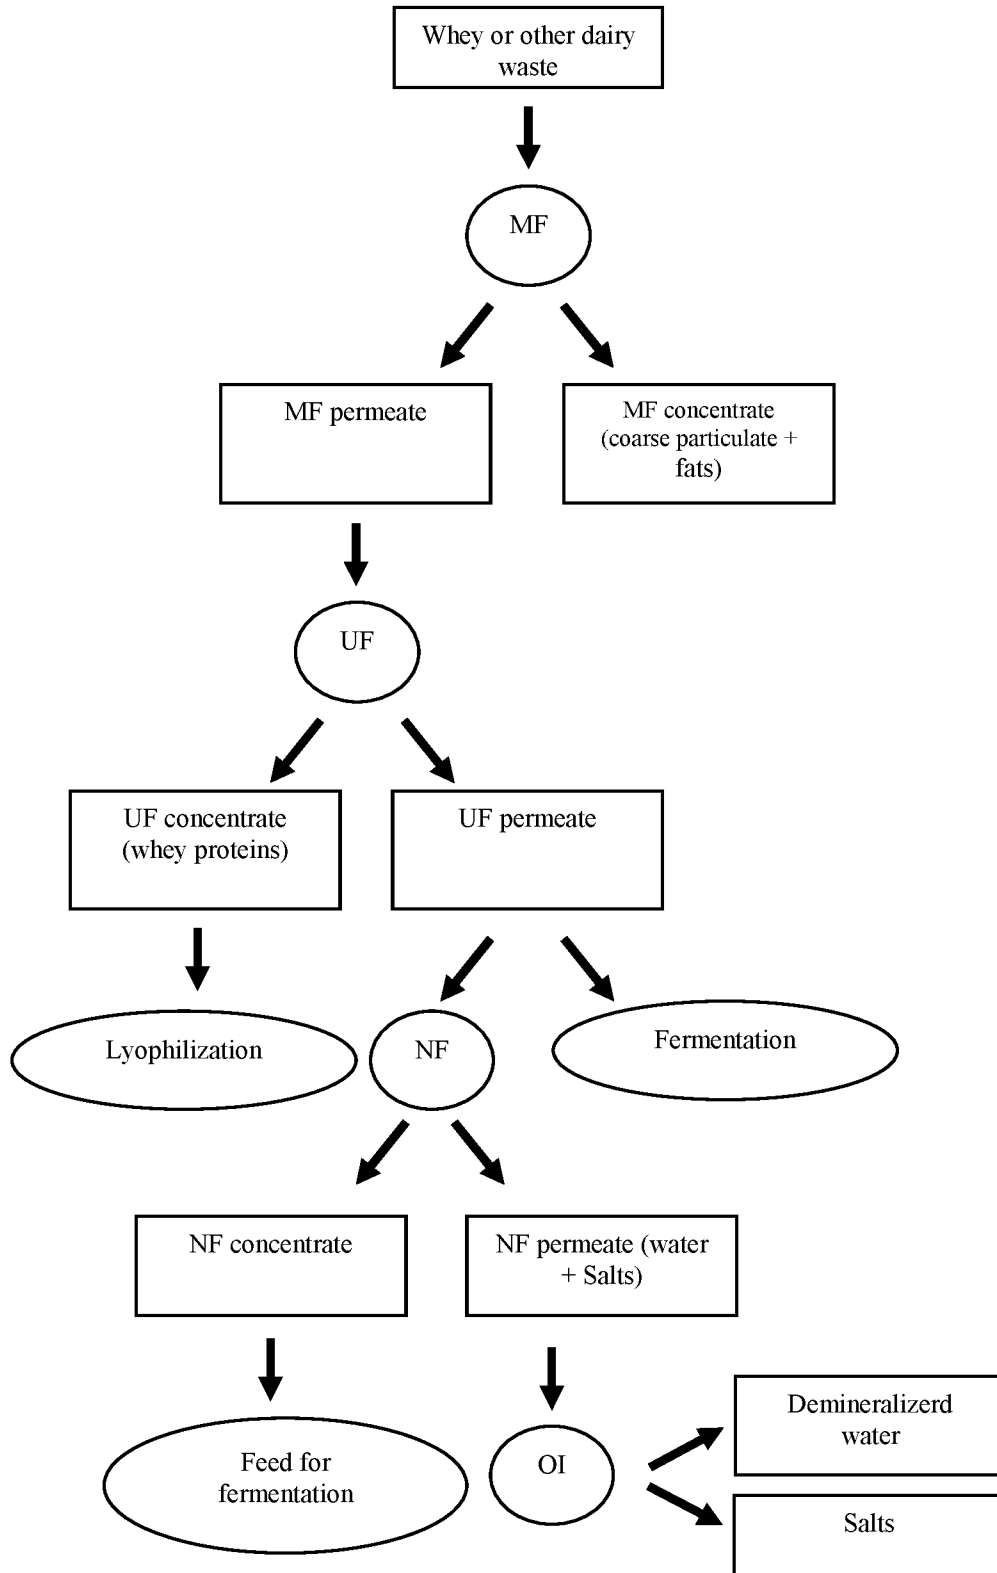 Whey or other dairy
waste
MF
MF permeate
MF concentrate
(coarse particulate +
fats)
UF
UF concentrate
(whey proteins)
UF permeate
Lyophilization
NF
Fermentation
NF concentrate
NF permeate (water
+ Salts)
Feed for
fermentation
OI
Demineralizerd
water
Salts